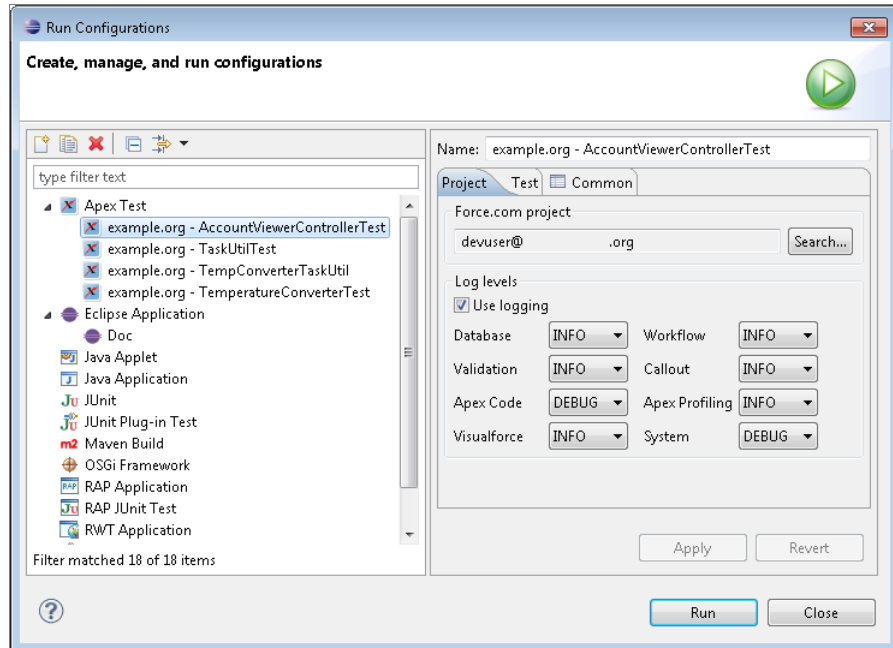 Run Configurations
Create, manage, and run configurations
type filter text
Apex Test
example.org - AccountViewerControllerTest
example.org - TaskUtilTest
example.org - TempConverterTaskUtil
example.org - TemperatureConverterTest
Eclipse Application
Doc
Java Applet
Java Application
Ju JUnit
JUnit Plug-in Test
m2 Maven Build
OSGi Framework
RAP RAP Application
Ju RAP JUnit Test
RWT Application
Filter matched 18 of 18 items
Name: example.org - AccountViewerControllerTest
Project Test Common
Force.com project
devuser@ .org Search...
Log levels
Use logging
Database INFO Workflow INFO
Validation INFO Callout INFO
Apex Code DEBUG Apex Profiling INFO
Visualforce INFO System DEBUG
Apply Revert
? Run Close